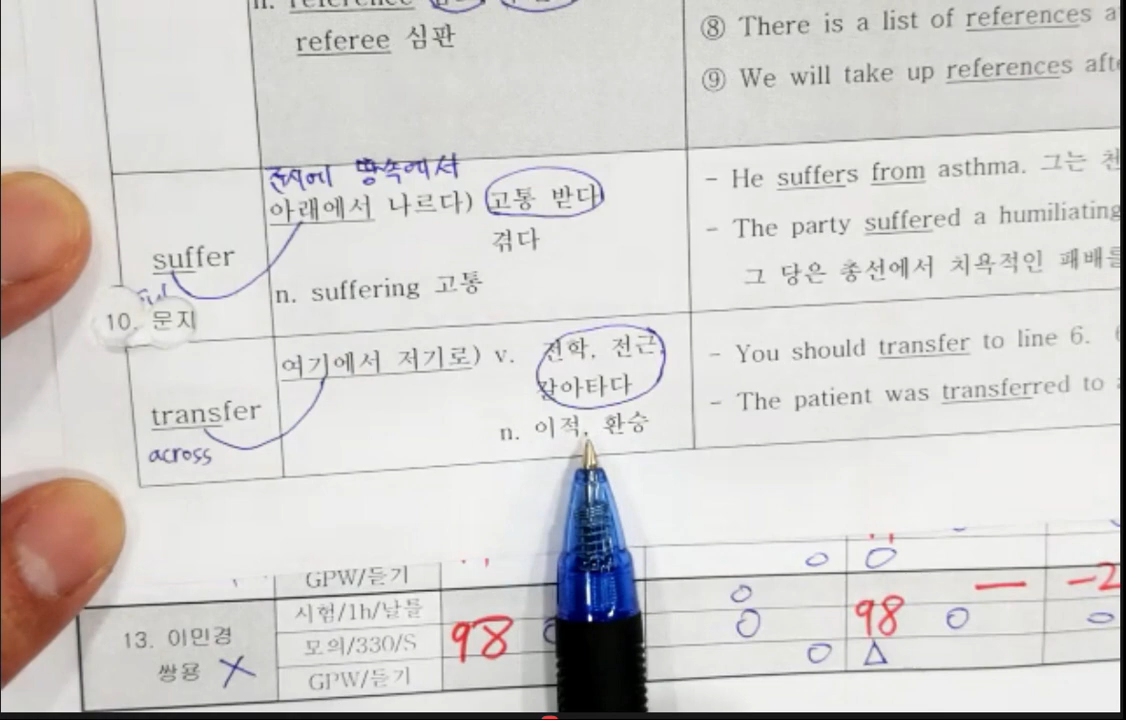 referee 심판
⑧ There is a list of references a
⑨ We will take up references afte
땅속에서
아래에서 나르다) 고통 받다
겪다
suffer
n. suffering 고통
- He suffers from asthma. 그는 천
- The party suffered a humiliating
그 당은 총선에서 치욕적인 패배를
10. 문지
여기에서 저기로) v. 전학, 전근
갈아타다
n. 이적, 환승
transfer
across
- You should transfer to line 6.
- The patient was transferred to
GPW/듣기
13. 이민경
쌍용 X
시험/1h/날틀
모의/330/S
GPW/듣기
98
98
-2